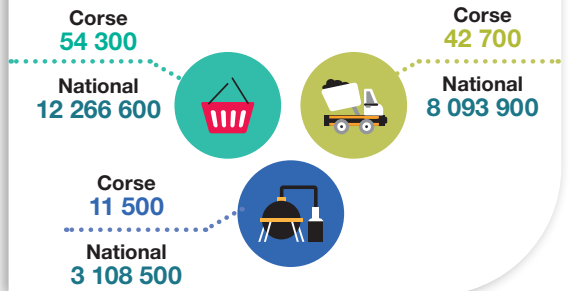 Corse
54 300
National
12 266 600
Corse
42 700
National
8 093 900
Corse
11 500
National
3 108 500